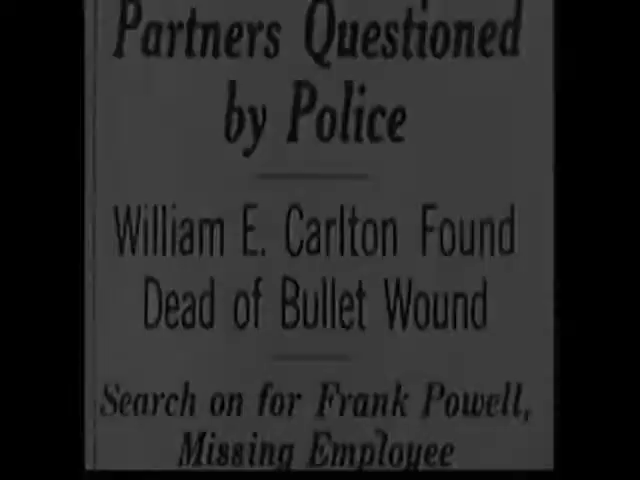 Partners Questioned
by Police
William E. Carlton Found
Dead of Bullet Wound
Search on for Frank Powell,
Missing Employee